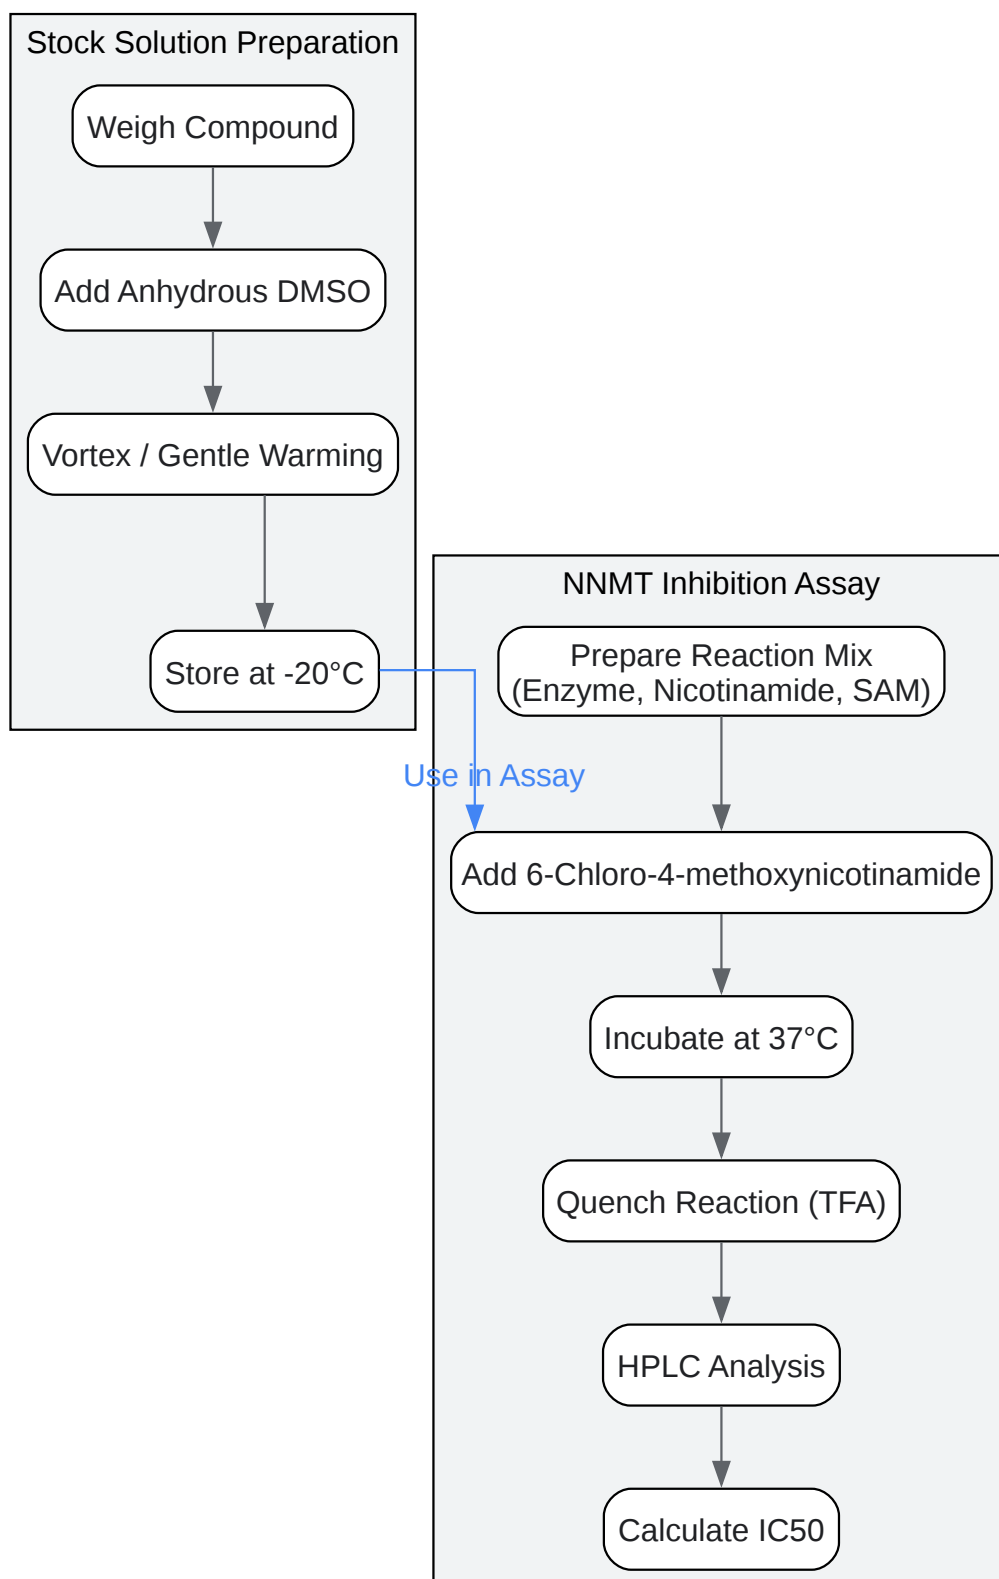 Stock Solution Preparation
Weigh Compound
Add Anhydrous DMSO
Vortex / Gentle Warming
Store at -20°C
Use in Assay
NNMT Inhibition Assay
Prepare Reaction Mix
(Enzyme, Nicotinamide, SAM)
Add 6-Chloro-4-methoxynicotinamide
Incubate at 37°C
Quench Reaction (TFA)
HPLC Analysis
Calculate IC50